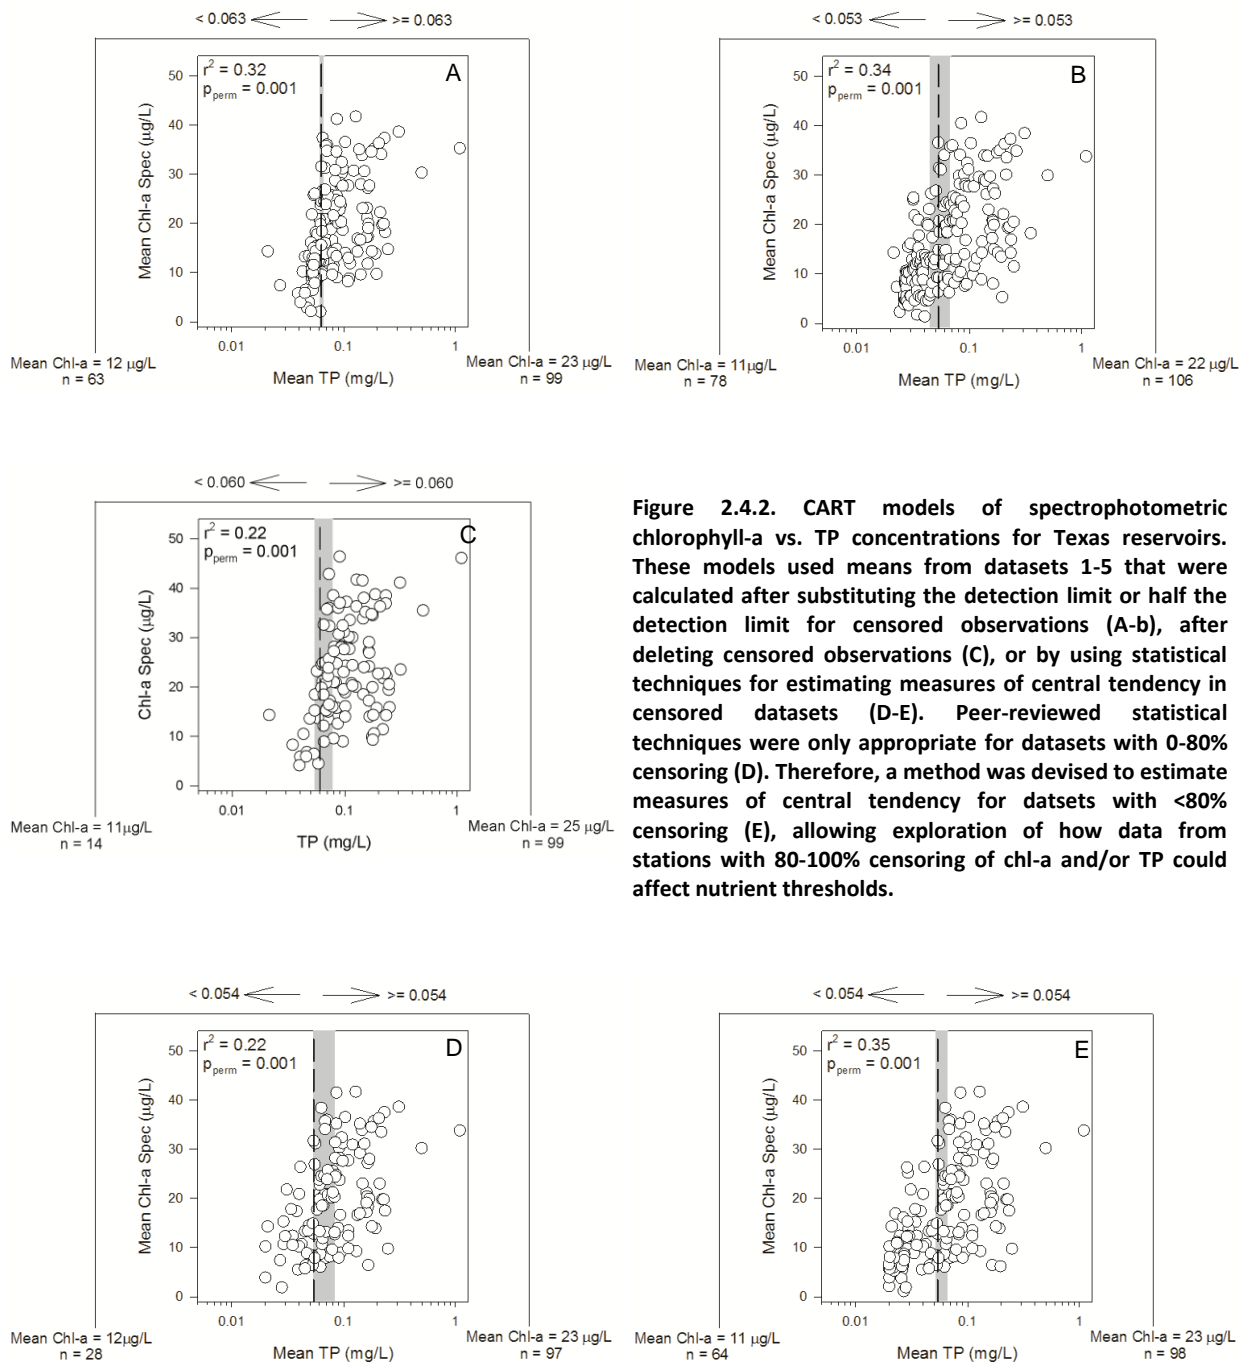 < 0.063 >= 0.063
r² = 0.32
p_perm = 0.001
A
50
40
30
20
10
0
Mean Chl-a Spec (µg/L)
0.01 0.1 1
Mean TP (mg/L)
Mean Chl-a = 12 µg/L
n = 63
Mean Chl-a = 23 µg/L
n = 99
< 0.053 >= 0.053
r² = 0.34
p_perm = 0.001
B
50
40
30
20
10
0
Mean Chl-a Spec (µg/L)
0.01 0.1 1
Mean TP (mg/L)
Mean Chl-a = 11µg/L
n = 78
Mean Chl-a = 22 µg/L
n = 106
< 0.060 >= 0.060
r² = 0.22
p_perm = 0.001
C
50
40
30
20
10
0
Chl-a Spec (µg/L)
0.01 0.1 1
TP (mg/L)
Mean Chl-a = 11µg/L
n = 14
Mean Chl-a = 25 µg/L
n = 99
Figure 2.4.2. CART models of spectrophotometric
chlorophyll-a vs. TP concentrations for Texas reservoirs.
These models used means from datasets 1-5 that were
calculated after substituting the detection limit or half the
detection limit for censored observations (A-b), after
deleting censored observations (C), or by using statistical
techniques for estimating measures of central tendency in
censored datasets (D-E). Peer-reviewed statistical
techniques were only appropriate for datasets with 0-80%
censoring (D). Therefore, a method was devised to estimate
measures of central tendency for datsets with <80%
censoring (E), allowing exploration of how data from
stations with 80-100% censoring of chl-a and/or TP could
affect nutrient thresholds.
< 0.054 >= 0.054
r² = 0.22
p_perm = 0.001
D
50
40
30
20
10
0
Mean Chl-a Spec (µg/L)
0.01 0.1 1
Mean TP (mg/L)
Mean Chl-a = 12µg/L
n = 28
Mean Chl-a = 23 µg/L
n = 97
< 0.054 >= 0.054
r² = 0.35
p_perm = 0.001
E
50
40
30
20
10
0
Mean Chl-a Spec (µg/L)
0.01 0.1 1
Mean TP (mg/L)
Mean Chl-a = 11 µg/L
n = 64
Mean Chl-a = 23 µg/L
n = 98